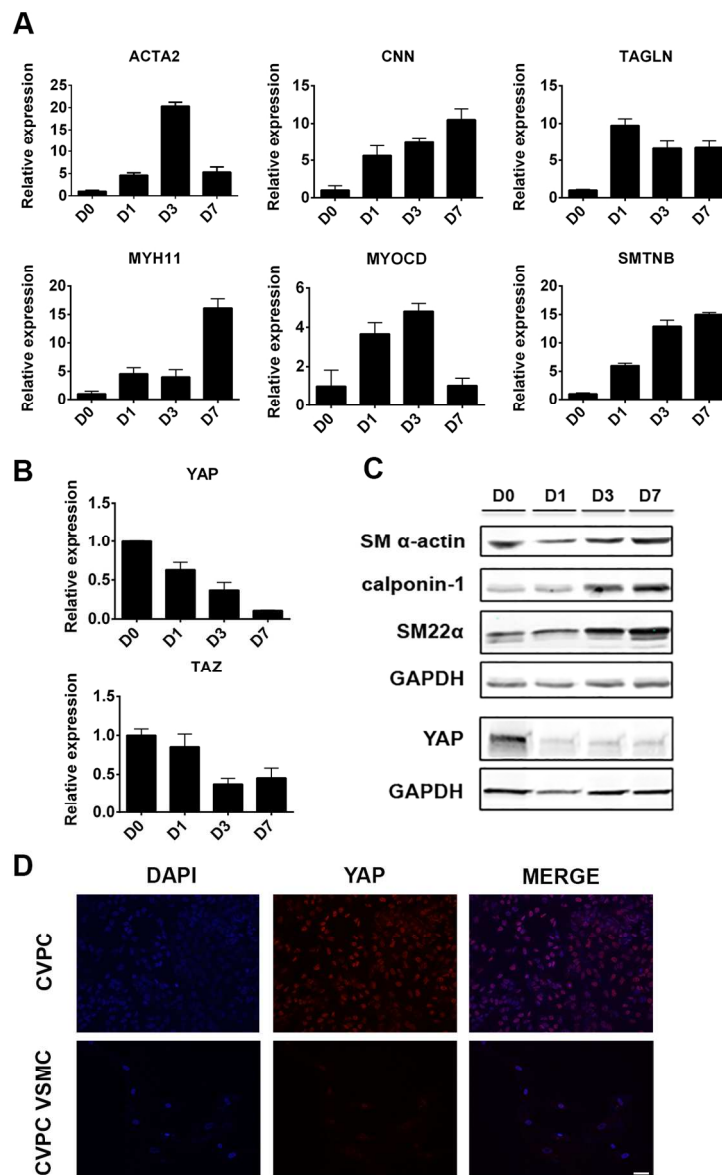 A
ACTA2
Relative expression
25
20
15
10
5
0
D0 D1 D3 D7
CNN
Relative expression
15
10
5
0
D0 D1 D3 D7
TAGLN
Relative expression
15
10
5
0
D0 D1 D3 D7
MYH11
Relative expression
20
15
10
5
0
D0 D1 D3 D7
MYOCD
Relative expression
6
4
2
0
D0 D1 D3 D7
SMTNB
Relative expression
20
15
10
5
0
D0 D1 D3 D7
B
YAP
Relative expression
1.5
1.0
0.5
0.0
D0 D1 D3 D7
TAZ
Relative expression
1.5
1.0
0.5
0.0
D0 D1 D3 D7
C
D0 D1 D3 D7
SM α-actin
calponin-1
SM22α
GAPDH
YAP
GAPDH
D
DAPI YAP MERGE
CVPC
CVPC VSMC